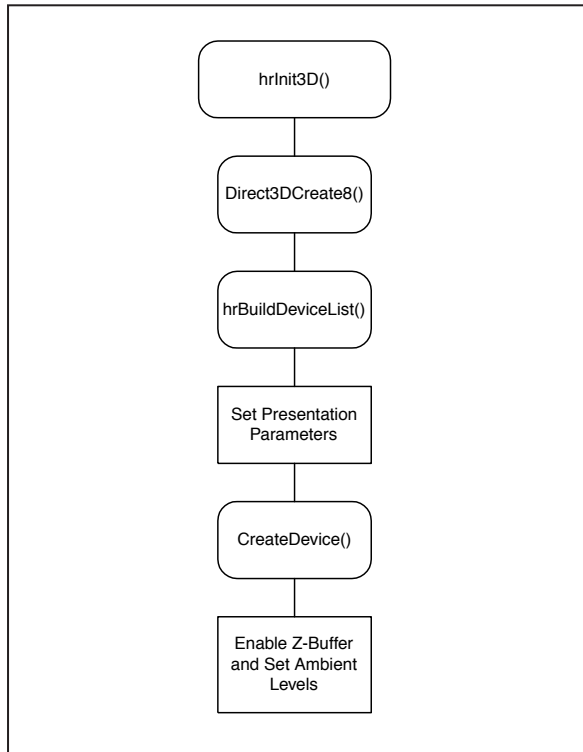 hrInit3D()
Direct3DCreate8()
hrBuildDeviceList()
Set Presentation
Parameters
CreateDevice()
Enable Z-Buffer
and Set Ambient
Levels